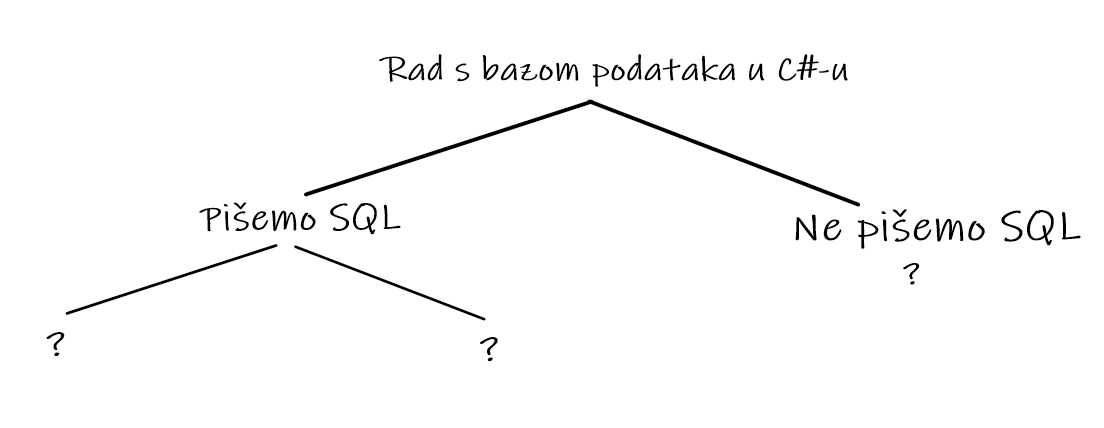 Rad s bazom podataka u C#-u
Pišemo SQL
Ne pišemo SQL
?
?
?